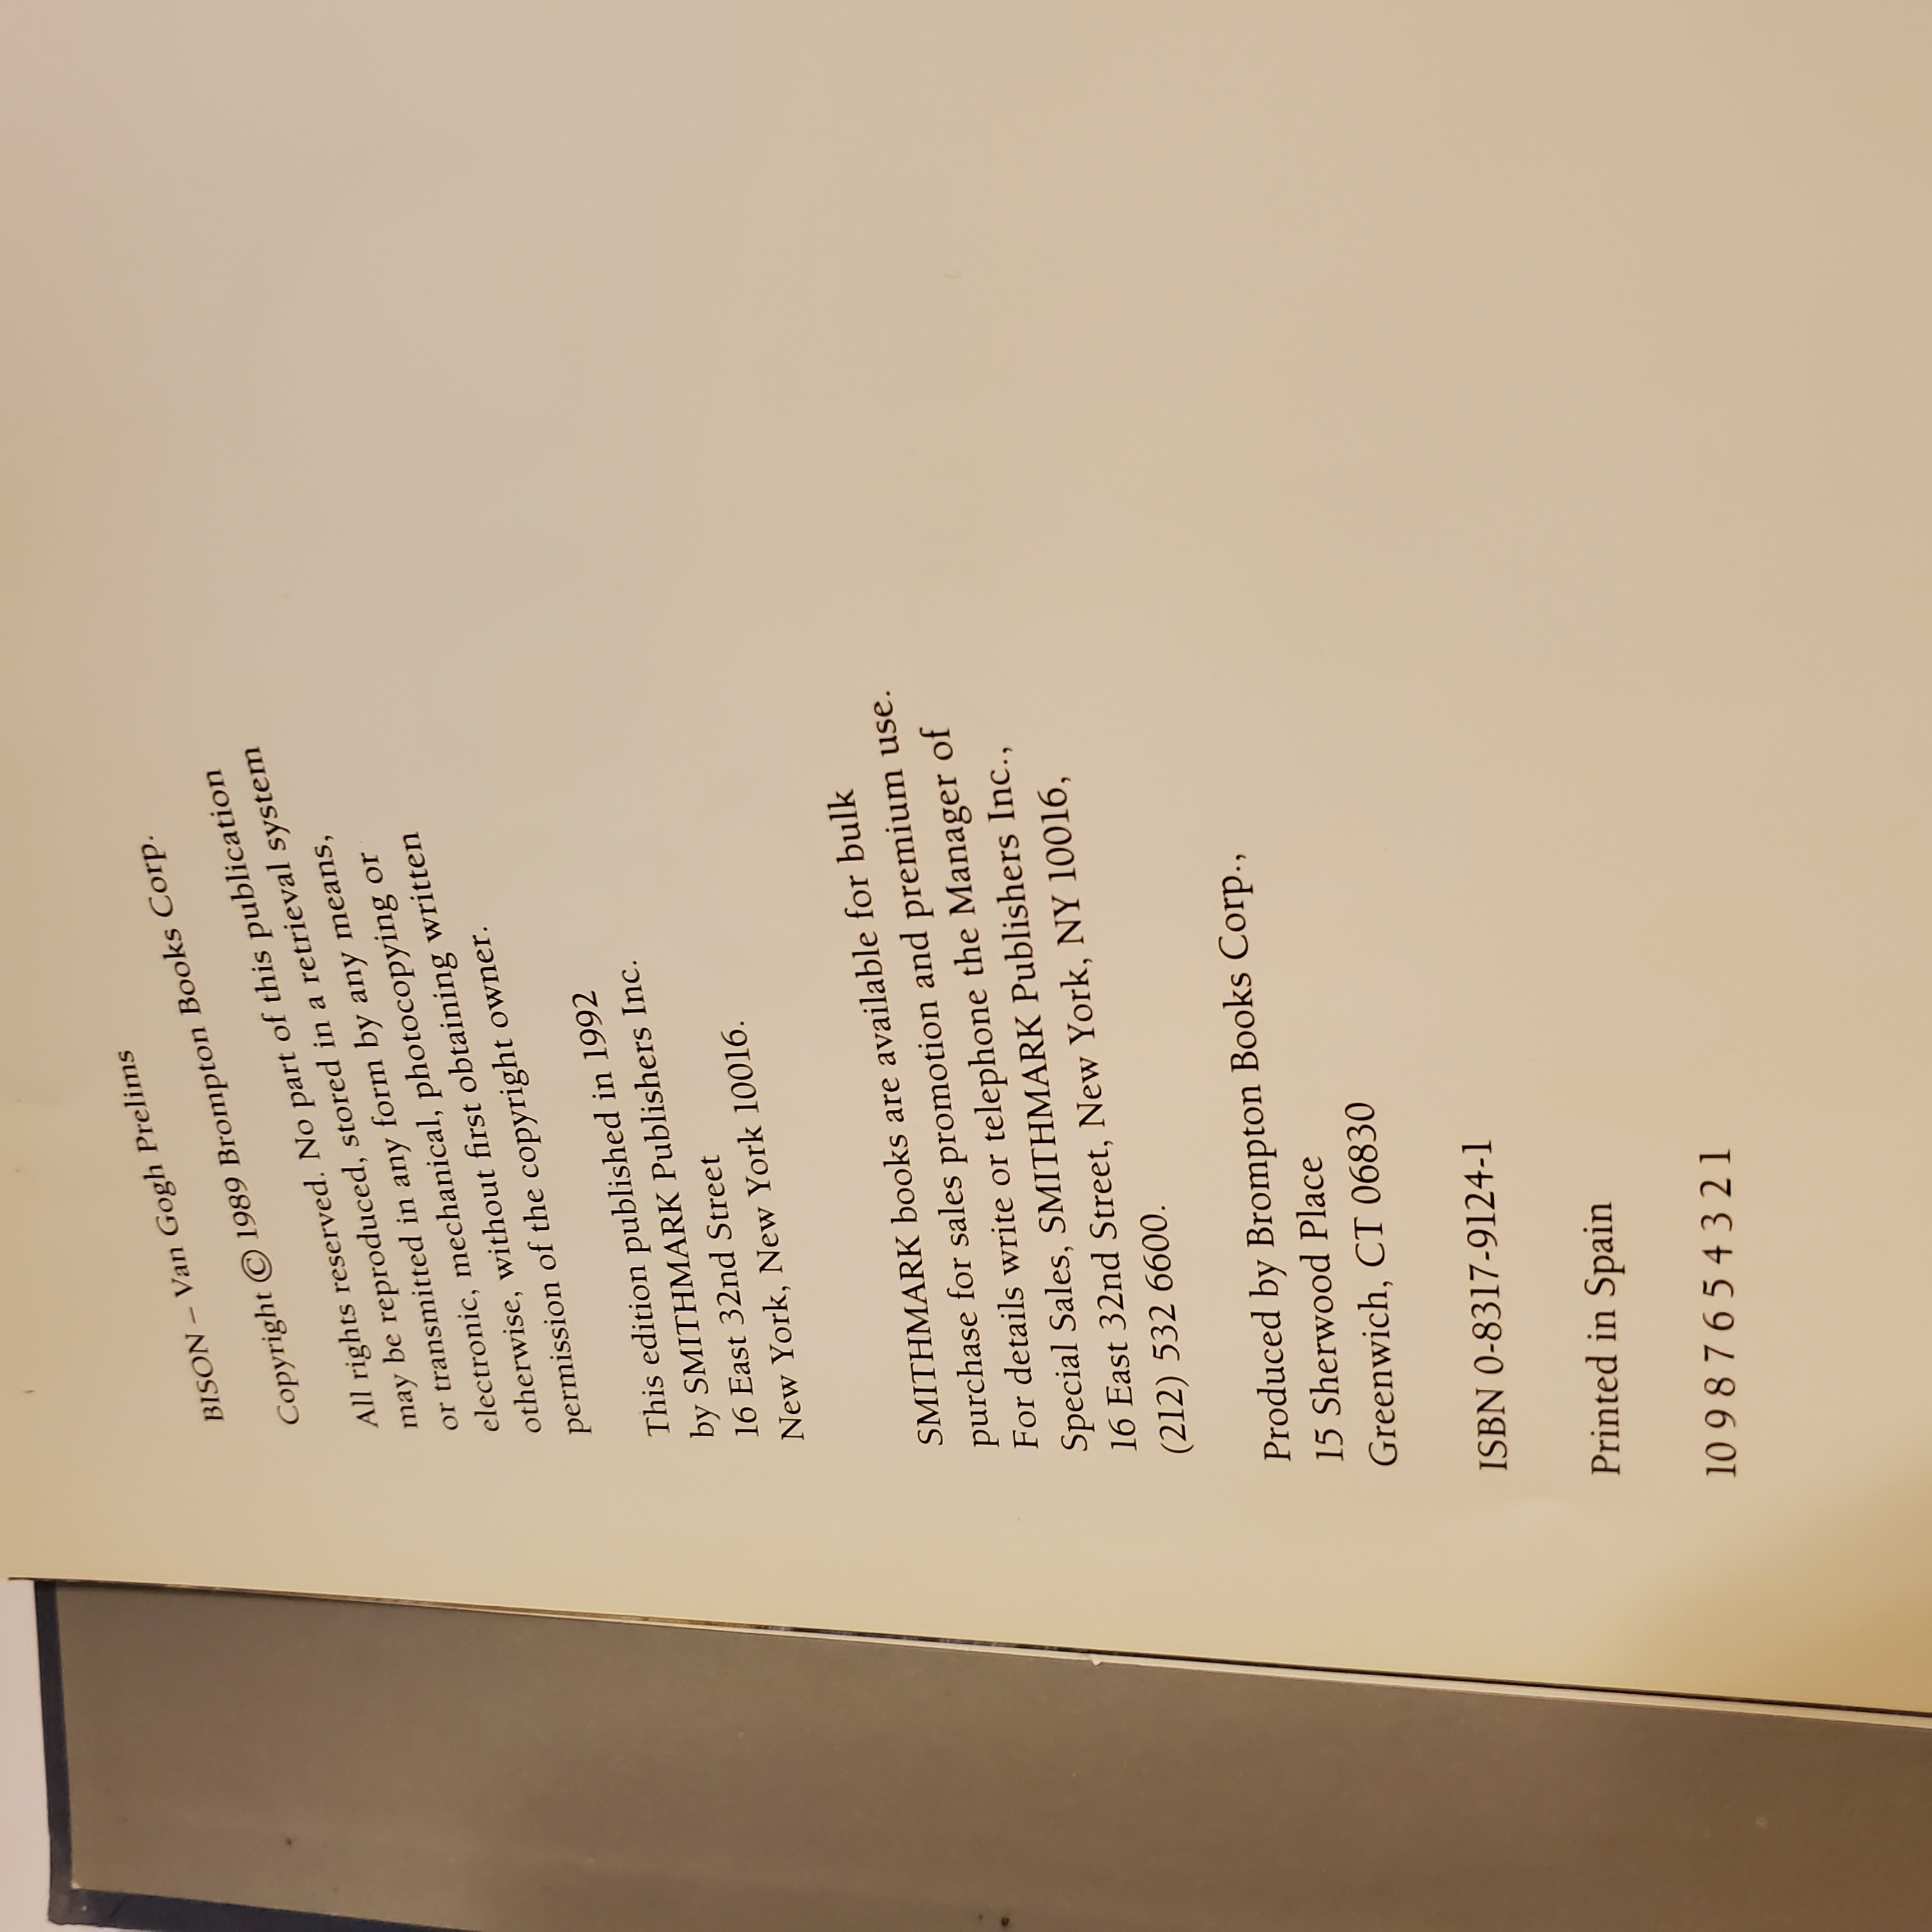 BISON – Van Gogh Prelims
Copyright © 1989 Brompton Books Corp.
All rights reserved. No part of this publication
may be reproduced, stored in a retrieval system
or transmitted in any form by any means,
electronic, mechanical, photocopying or
otherwise, without first obtaining written
permission of the copyright owner.
This edition published in 1992
by SMITHMARK Publishers Inc.
16 East 32nd Street
New York, New York 10016.
SMITHMARK books are available for bulk
purchase for sales promotion and premium use.
For details write or telephone the Manager of
Special Sales, SMITHMARK Publishers Inc.,
16 East 32nd Street, New York, NY 10016,
(212) 532 6600.
Produced by Brompton Books Corp.,
15 Sherwood Place
Greenwich, CT 06830
ISBN 0-8317-9124-1
Printed in Spain
10 9 8 7 6 5 4 3 2 1